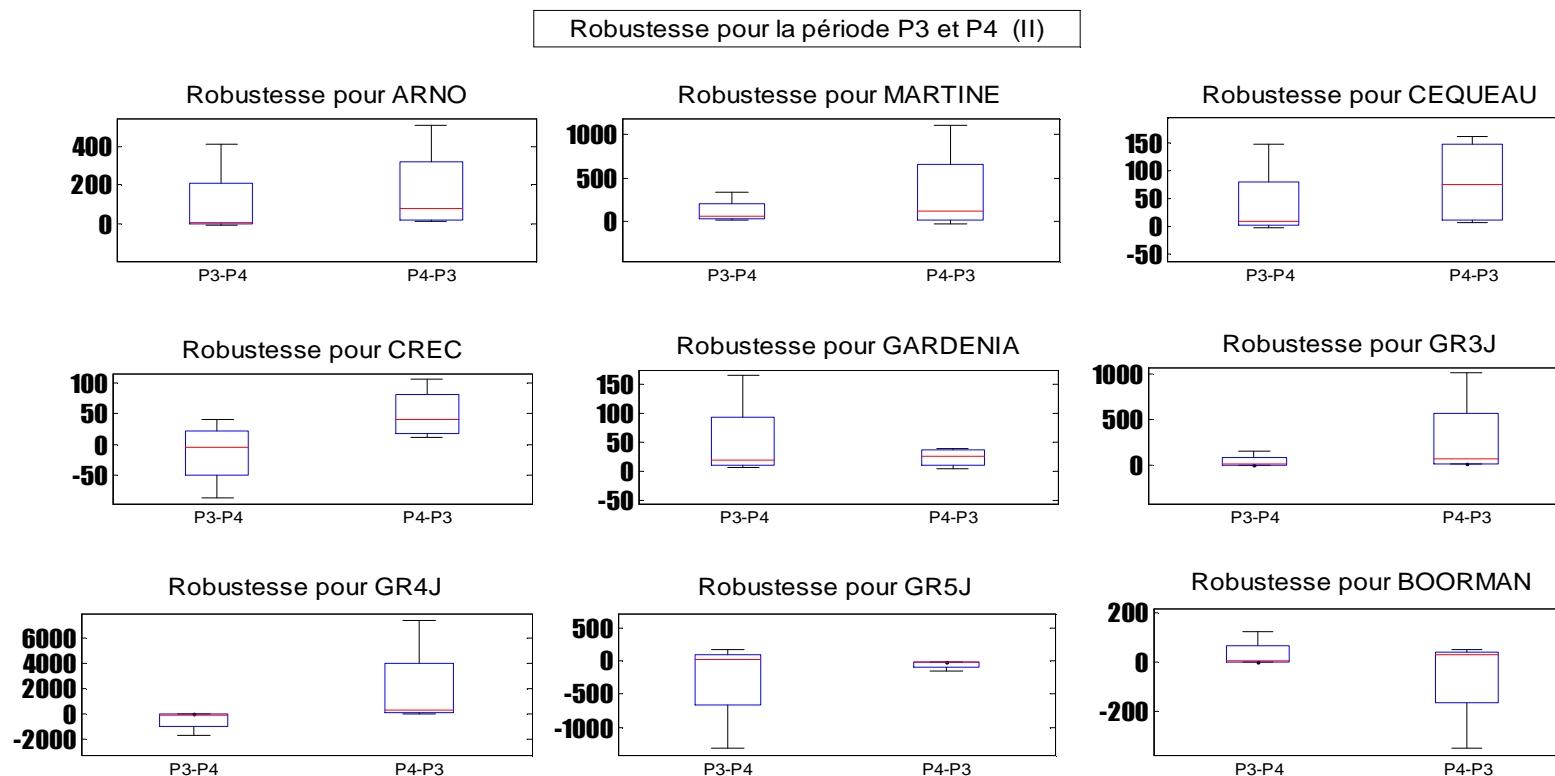 Robustesse pour la période P3 et P4 (II)
Robustesse pour ARNO
400
200
0
P3-P4
P4-P3
Robustesse pour MARTINE
1000
500
0
P3-P4
P4-P3
Robustesse pour CEQUEAU
150
100
50
0
-50
P3-P4
P4-P3
Robustesse pour CREC
100
50
0
-50
P3-P4
P4-P3
Robustesse pour GARDENIA
150
100
50
0
-50
P3-P4
P4-P3
Robustesse pour GR3J
1000
500
0
P3-P4
P4-P3
Robustesse pour GR4J
6000
4000
2000
0
-2000
P3-P4
P4-P3
Robustesse pour GR5J
500
0
-500
-1000
P3-P4
P4-P3
Robustesse pour BOORMAN
200
0
-200
P3-P4
P4-P3